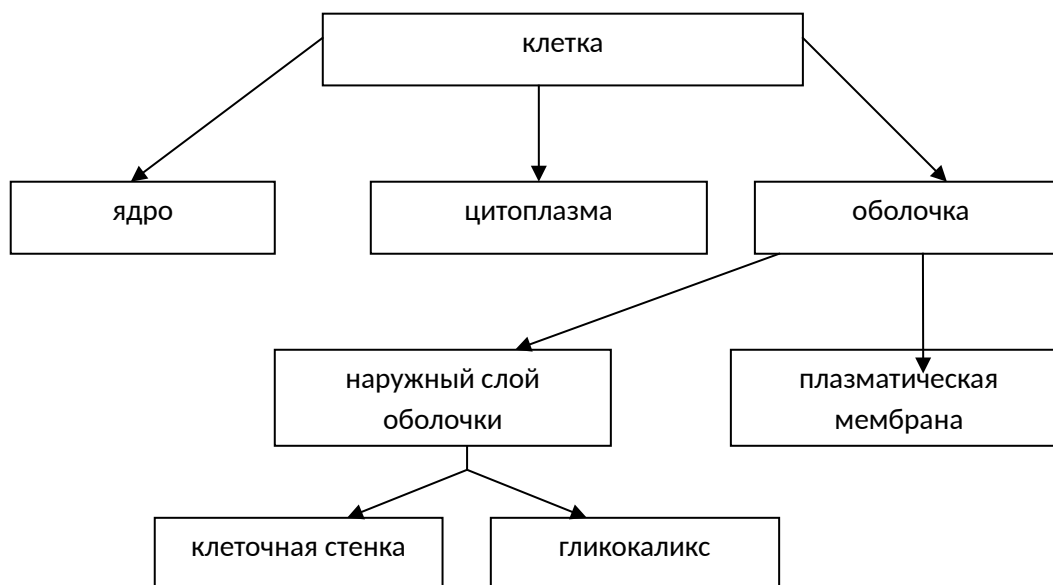 клетка
ядро
цитоплазма
оболочка
наружный слой
оболочки
плазматическая
мембрана
клеточная стенка
гликокаликс